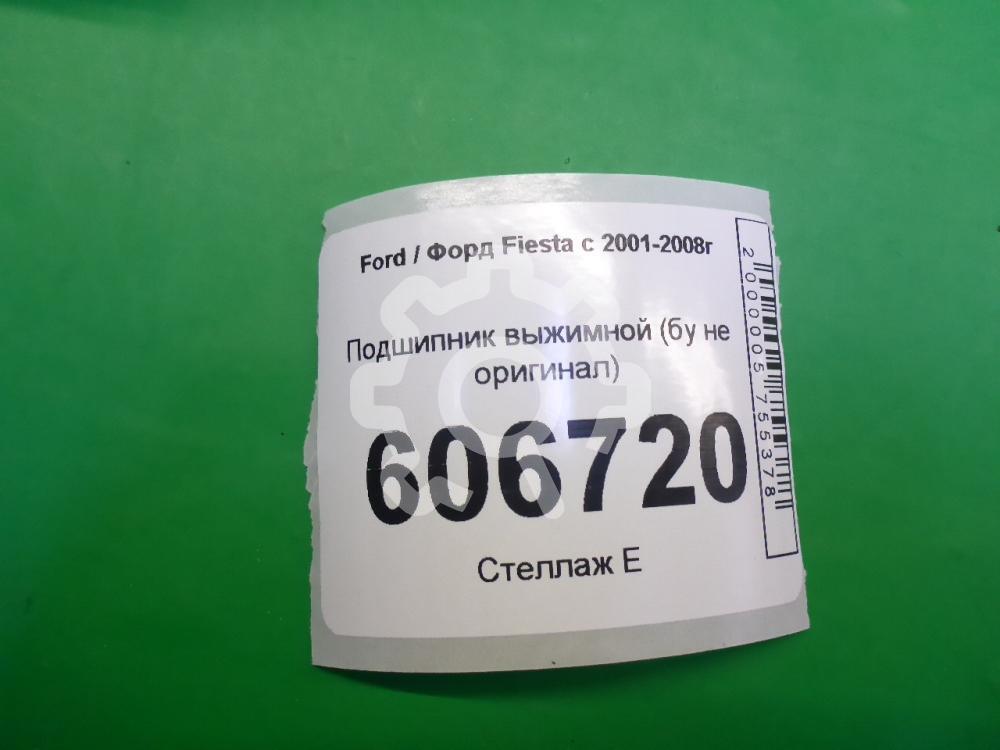 Ford / Форд Fiesta с 2001-2008г
Подшипник выжимной (бу не
оригинал)
606720
Стеллаж Е
2000005755378